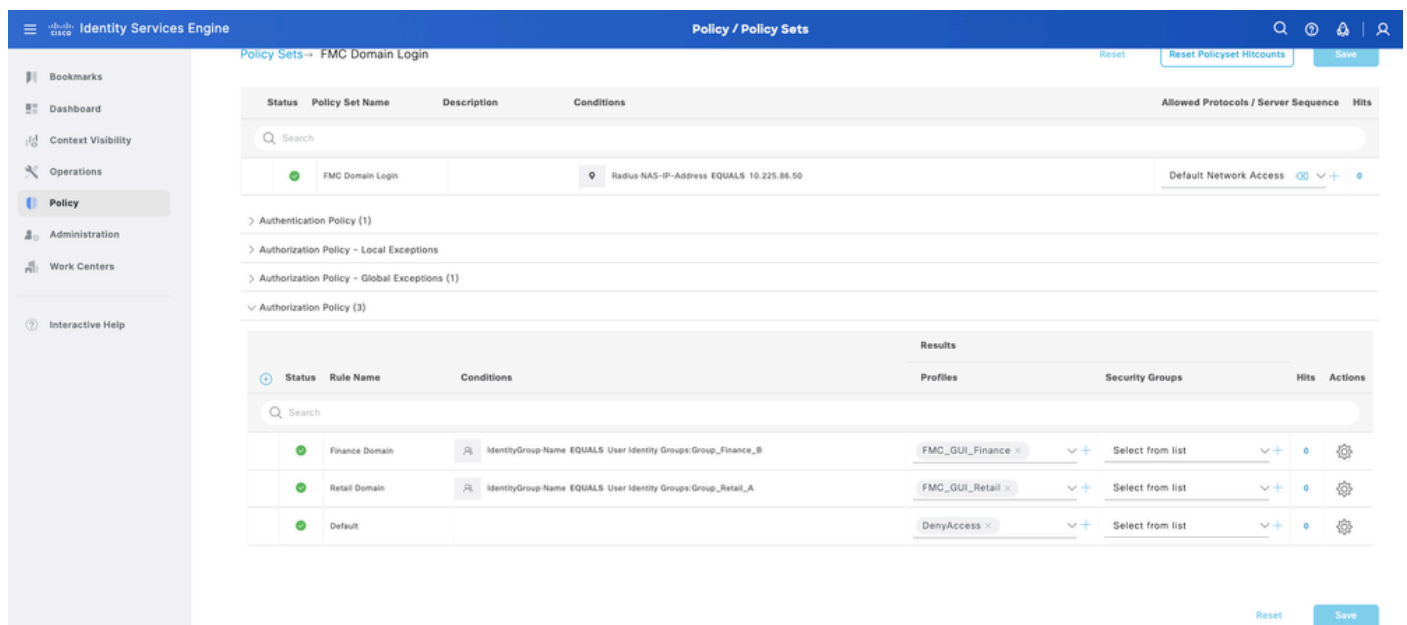 cisco Identity Services Engine
Policy / Policy Sets
Policy Sets→ FMC Domain Login
Reset
Reset Policyset Hitcounts
Save
Bookmarks
Dashboard
Context Visibility
Operations
Policy
Administration
Work Centers
Interactive Help
Status Policy Set Name Description Conditions Allowed Protocols / Server Sequence Hits
Search
FMC Domain Login Radius-NAS-IP-Address EQUALS 10.225.86.50 Default Network Access 0
Authentication Policy (1)
Authorization Policy - Local Exceptions
Authorization Policy - Global Exceptions (1)
Authorization Policy (3)
Results
Status Rule Name Conditions Profiles Security Groups Hits Actions
Search
Finance Domain IdentityGroup-Name EQUALS User Identity Groups:Group_Finance_B FMC_GUI_Finance Select from list 0
Retail Domain IdentityGroup-Name EQUALS User Identity Groups:Group_Retail_A FMC_GUI_Retail Select from list 0
Default DenyAccess Select from list 0
Reset
Save